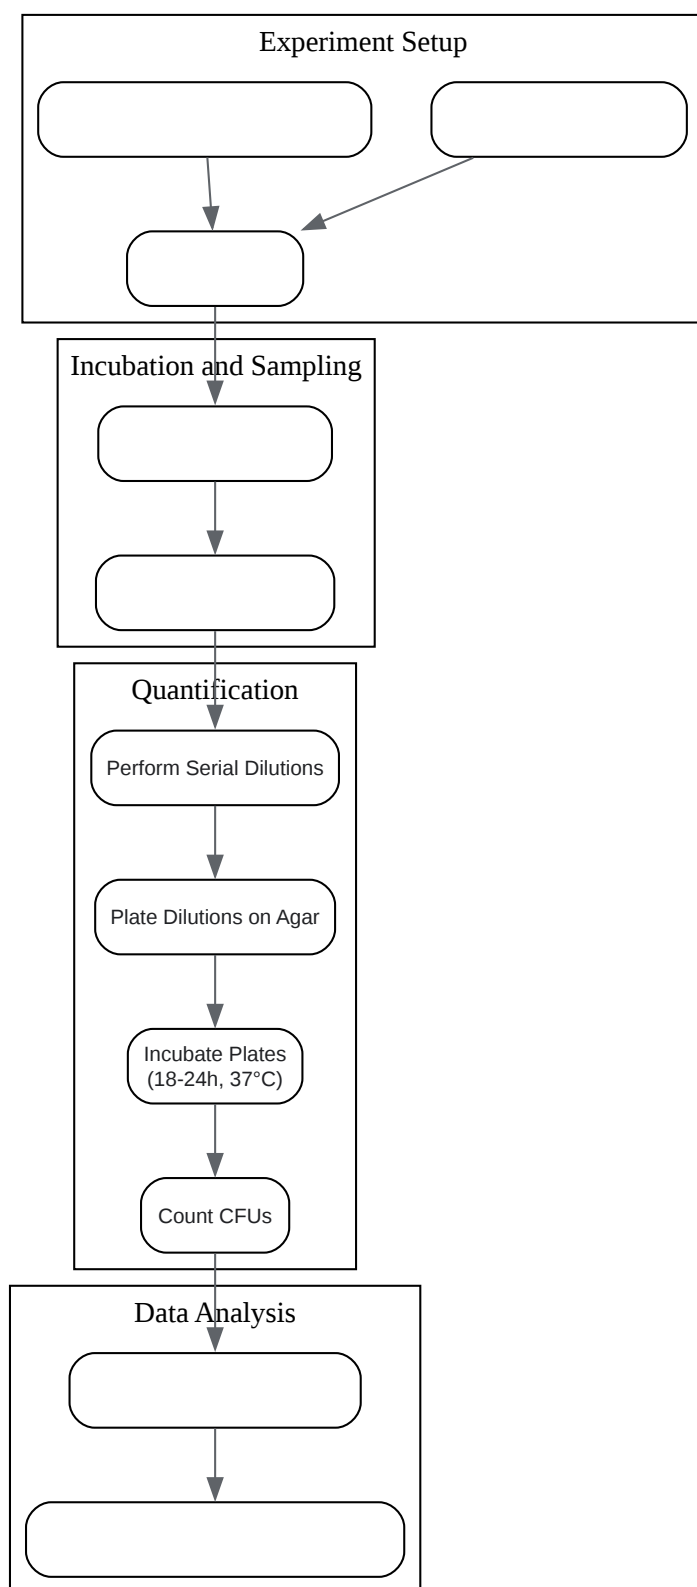 Experiment Setup
Incubation and Sampling
Quantification
Perform Serial Dilutions
Plate Dilutions on Agar
Incubate Plates
(18-24h, 37°C)
Count CFUs
Data Analysis